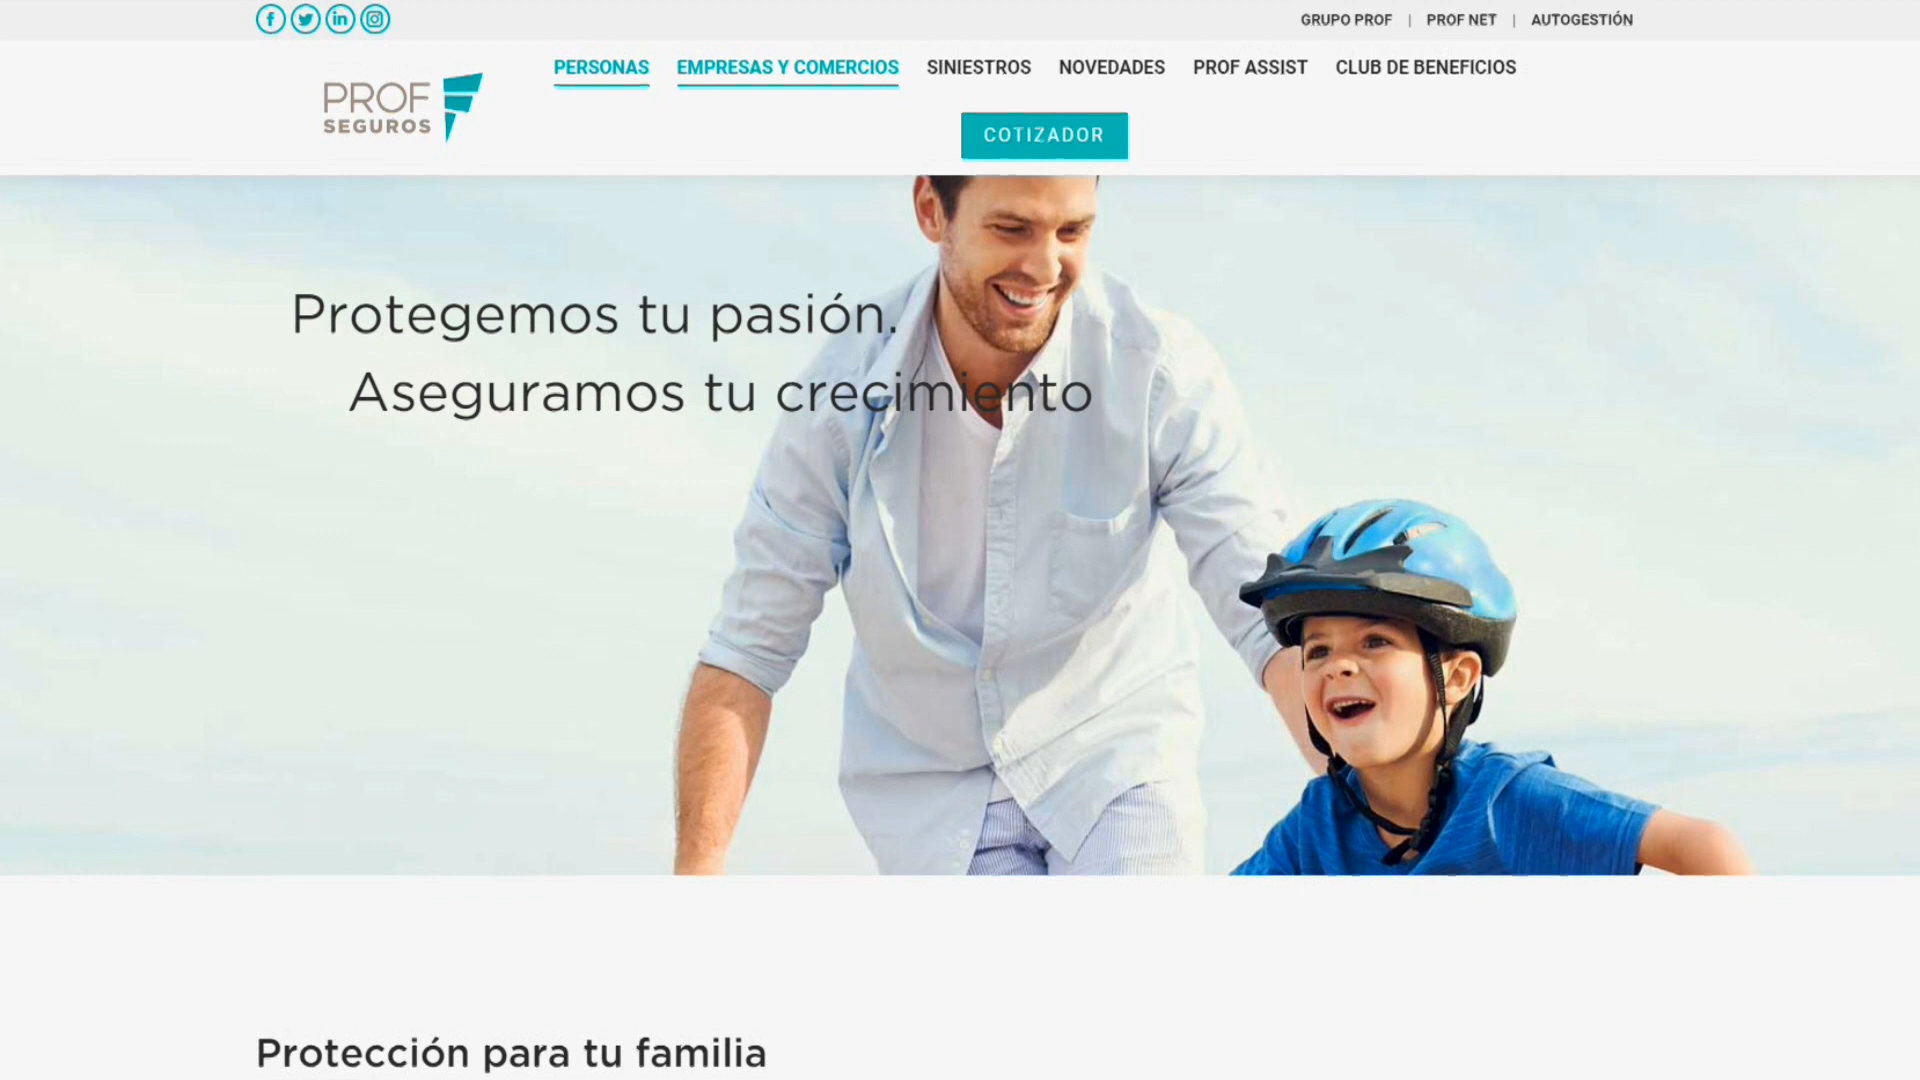 GRUPO PROF | PROF NET | AUTOGESTIÓN
PROF
SEGUROS
PERSONAS EMPRESAS Y COMERCIOS SINIESTROS NOVEDADES PROF ASSIST CLUB DE BENEFICIOS
COTIZADOR
Protegemos tu pasión.
Aseguramos tu crecimiento
Protección para tu familia